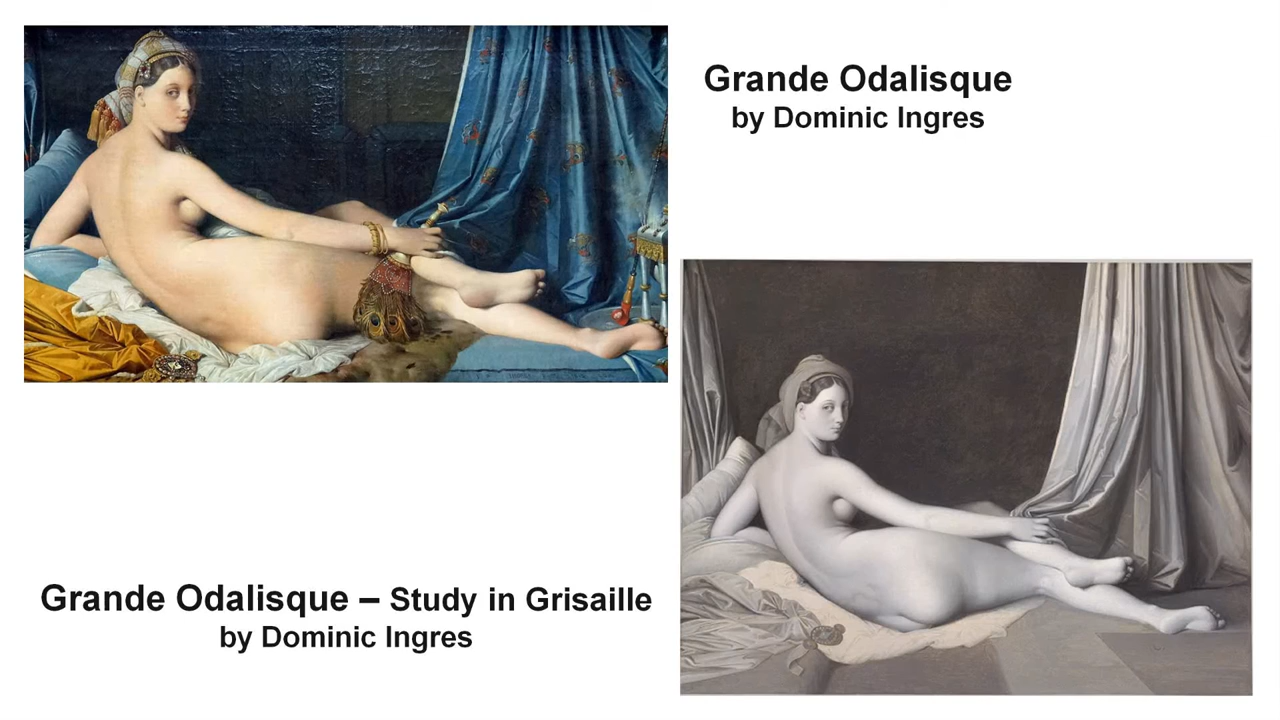 Grande Odalisque
by Dominic Ingres
Grande Odalisque – Study in Grisaille
by Dominic Ingres